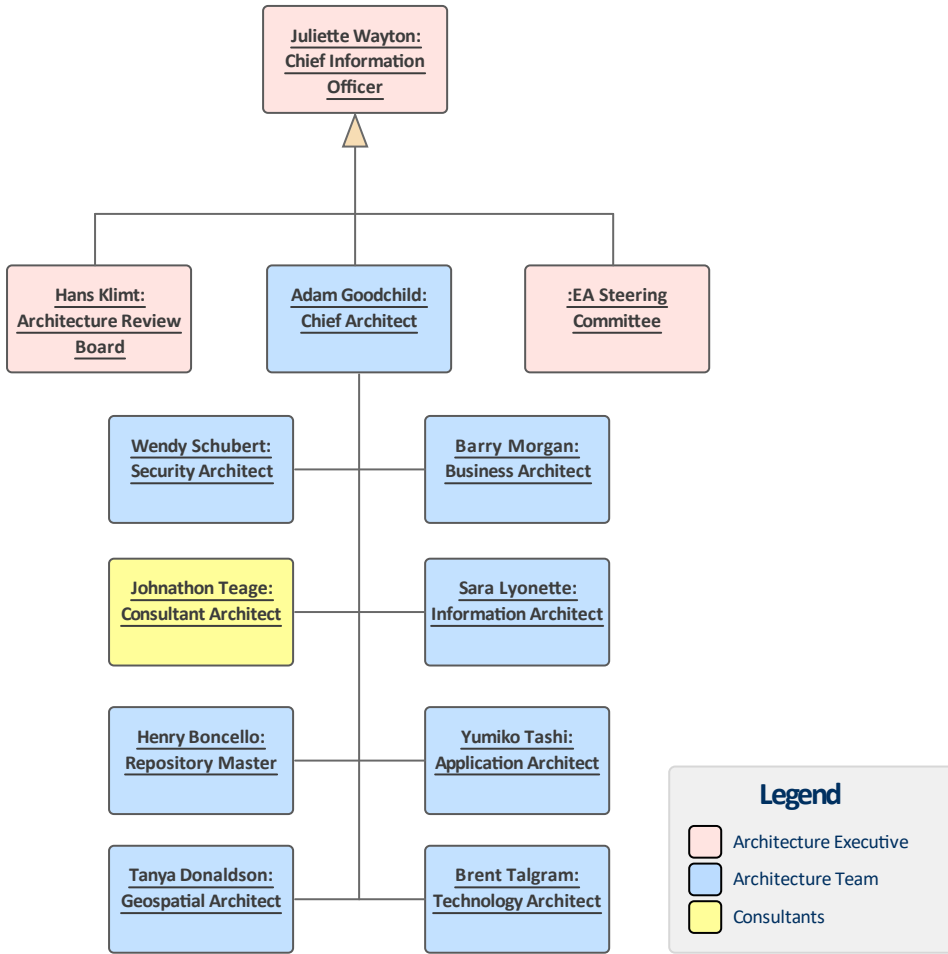 Juliette Wayton:
Chief Information
Officer
Hans Klimt:
Architecture Review
Board
Adam Goodchild:
Chief Architect
:EA Steering
Committee
Wendy Schubert:
Security Architect
Barry Morgan:
Business Architect
Johnathon Teage:
Consultant Architect
Sara Lyonette:
Information Architect
Henry Boncello:
Repository Master
Yumiko Tashi:
Application Architect
Tanya Donaldson:
Geospatial Architect
Brent Talgram:
Technology Architect
Legend
Architecture Executive
Architecture Team
Consultants